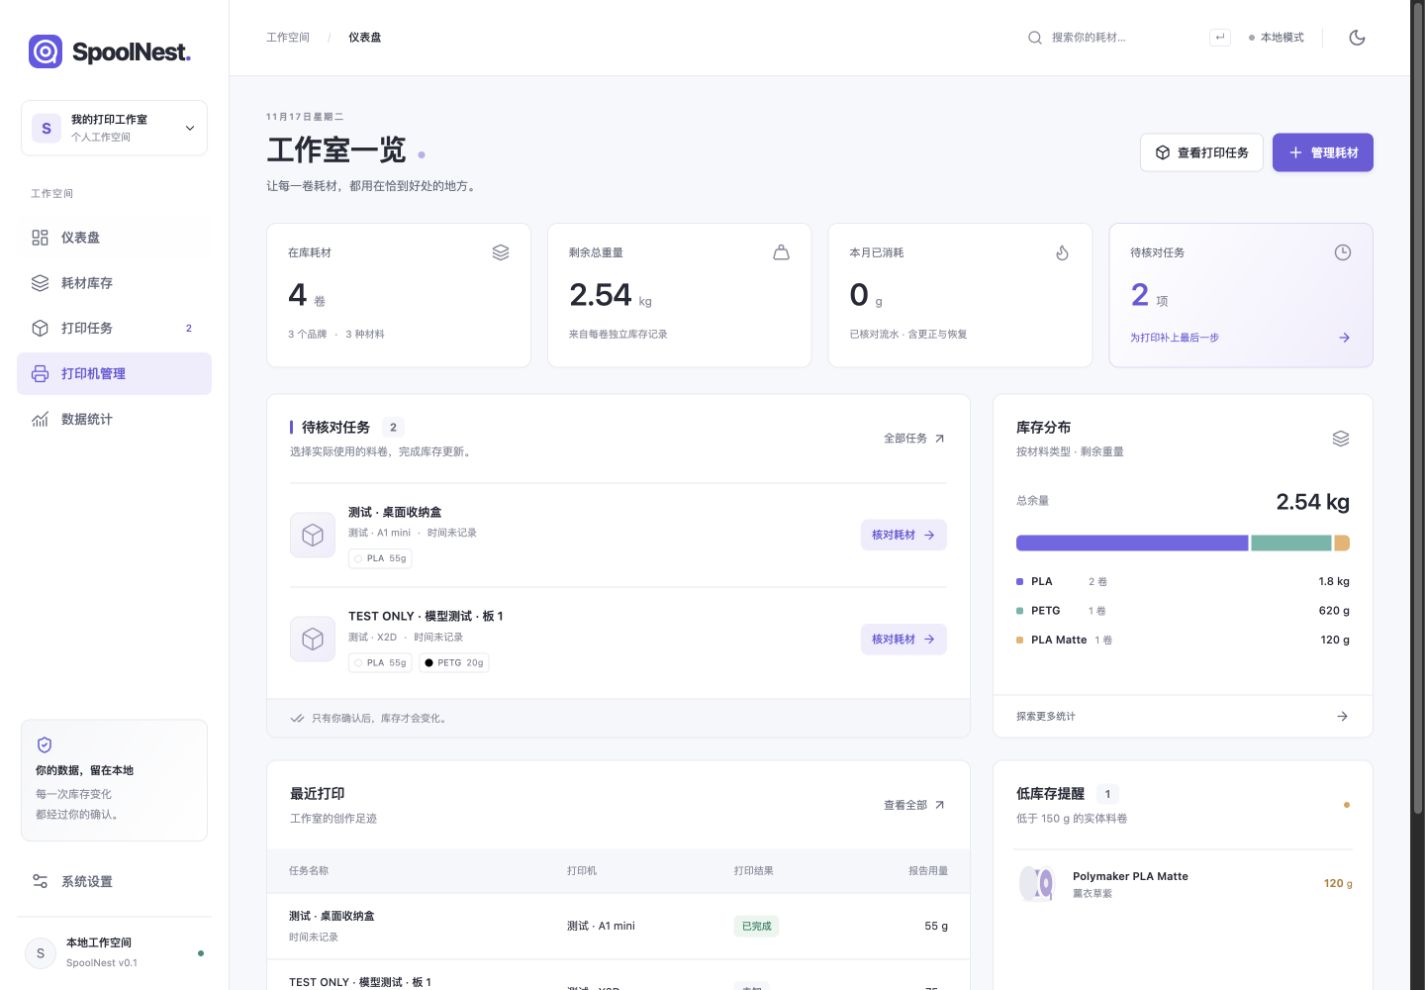 SpoolNest.
S
我的打印工作室
个人工作空间
工作空间
仪表盘
耗材库存
打印任务 2
打印机管理
数据统计
你的数据，留在本地
每一次库存变化
都经过你的确认。
系统设置
S
本地工作空间
SpoolNest v0.1
工作空间 / 仪表盘
搜索你的耗材...
本地模式
11月17日星期二
工作室一览
让每一卷耗材，都用在恰到好处的地方。
查看打印任务
管理耗材
在库耗材
4 卷
3 个品牌 · 3 种材料
剩余总重量
2.54 kg
来自每卷独立库存记录
本月已消耗
0 g
已核对流水 · 含更正与恢复
待核对任务
2 项
为打印补上最后一步
待核对任务 2
选择实际使用的料卷，完成库存更新。
全部任务
测试 · 桌面收纳盒
测试 · A1 mini · 时间未记录
PLA 55g
核对耗材
TEST ONLY · 模型测试 · 板 1
测试 · X2D · 时间未记录
PLA 55g
PETG 20g
核对耗材
只有你确认后，库存才会变化。
库存分布
按材料类型 · 剩余重量
总余量 2.54 kg
PLA 2 卷 1.8 kg
PETG 1 卷 620 g
PLA Matte 1 卷 120 g
探索更多统计
最近打印
工作室的创作足迹
查看全部
任务名称 打印机 打印结果 报告用量
测试 · 桌面收纳盒
时间未记录
测试 · A1 mini
已完成
55 g
TEST ONLY · 模型测试 · 板 1
低库存提醒 1
低于 150 g 的实体料卷
Polymaker PLA Matte
薰衣草紫
120 g